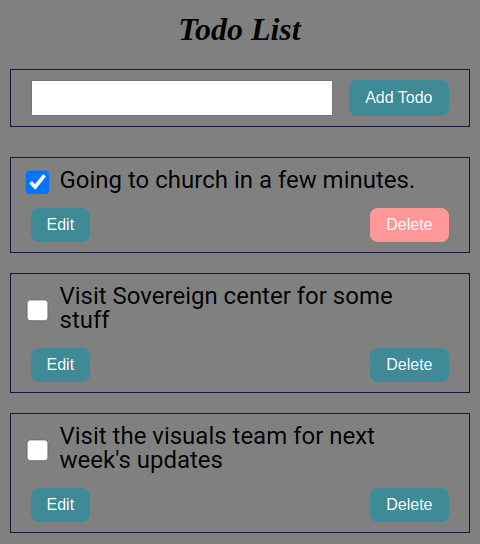 Todo List
Add Todo
Going to church in a few minutes.
Edit
Delete
Visit Sovereign center for some
stuff
Edit
Delete
Visit the visuals team for next
week's updates
Edit
Delete